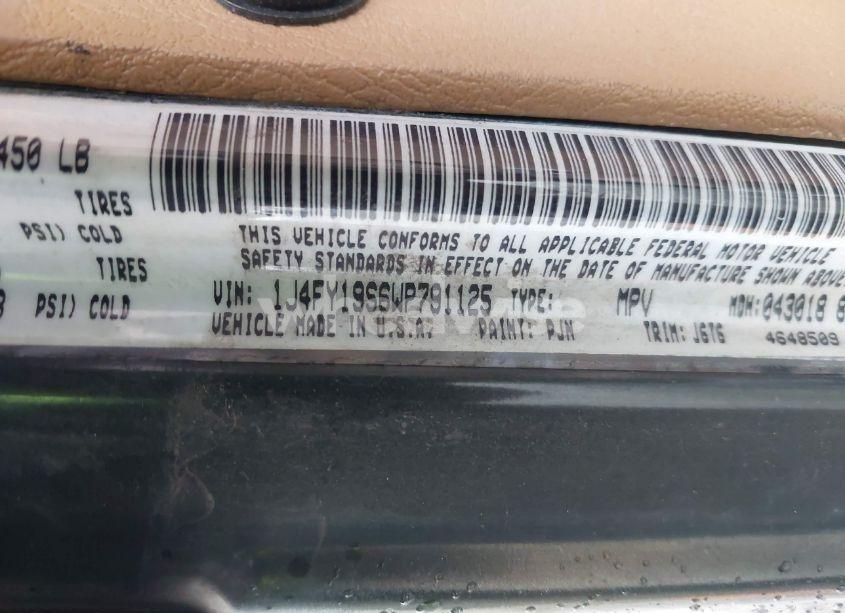 450 LB
TIRES
PSI) COLD
TIRES
PSI) COLD
THIS VEHICLE CONFORMS TO ALL APPLICABLE FEDERAL MOTOR VEHICLE
SAFETY STANDARDS IN EFFECT ON THE DATE OF MANUFACTURE SHOWN ABOVE
VIN: 1J4FY19S6WP791125 TYPE: MPV MDH: 043018
VEHICLE MADE IN U.S.A. PAINT: PJN TRIM: J6T6 4648509